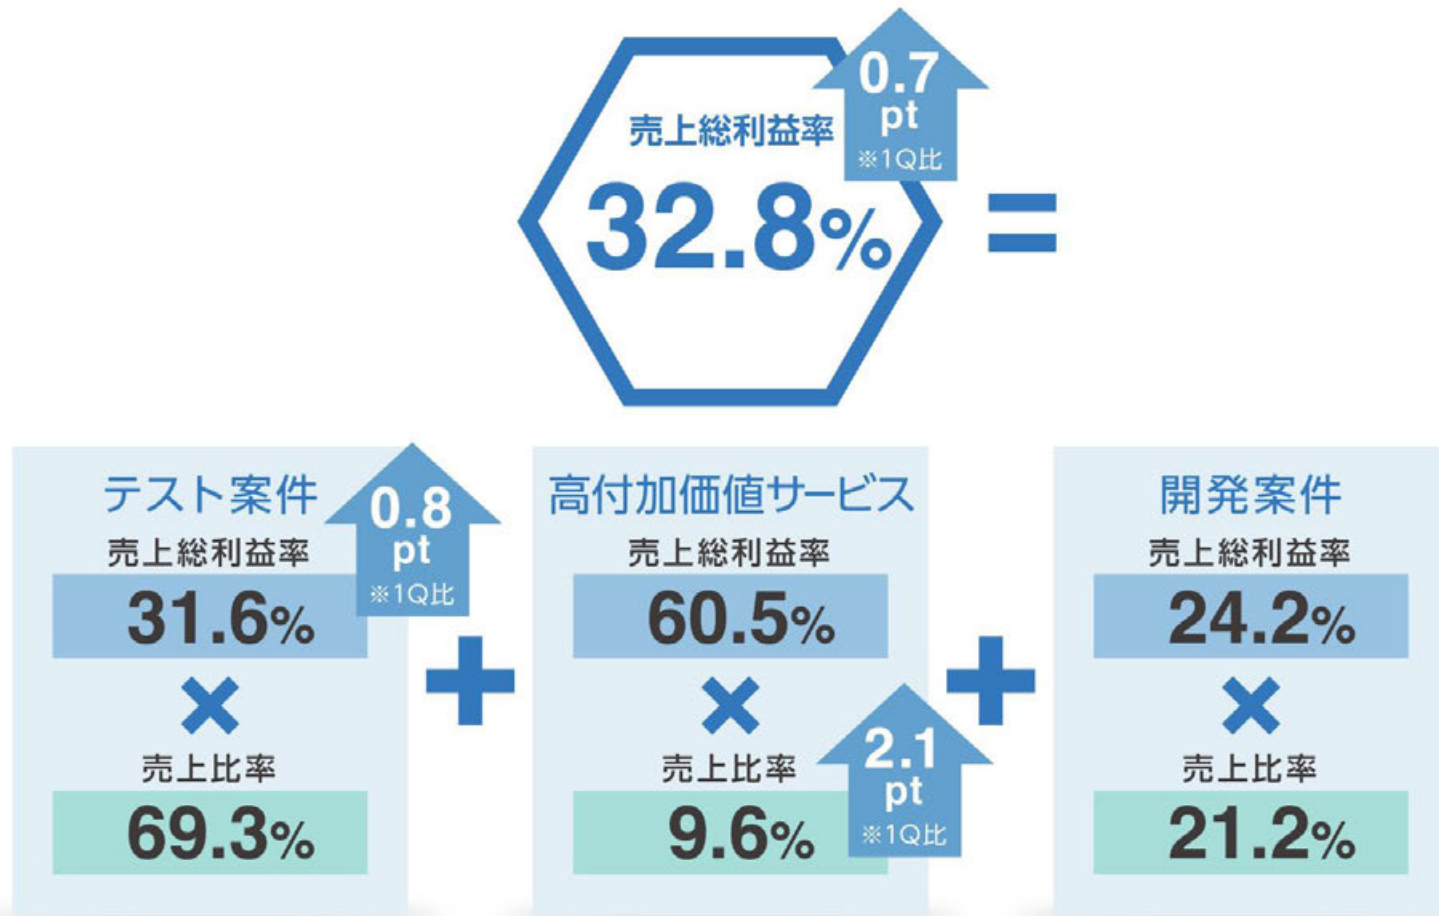 売上総利益率
32.8%
0.7
pt
※1Q比
=
テスト案件
売上総利益率
31.6%
0.8
pt
※1Q比
×
売上比率
69.3%
+
高付加価値サービス
売上総利益率
60.5%
×
売上比率
9.6%
2.1
pt
※1Q比
+
開発案件
売上総利益率
24.2%
×
売上比率
21.2%